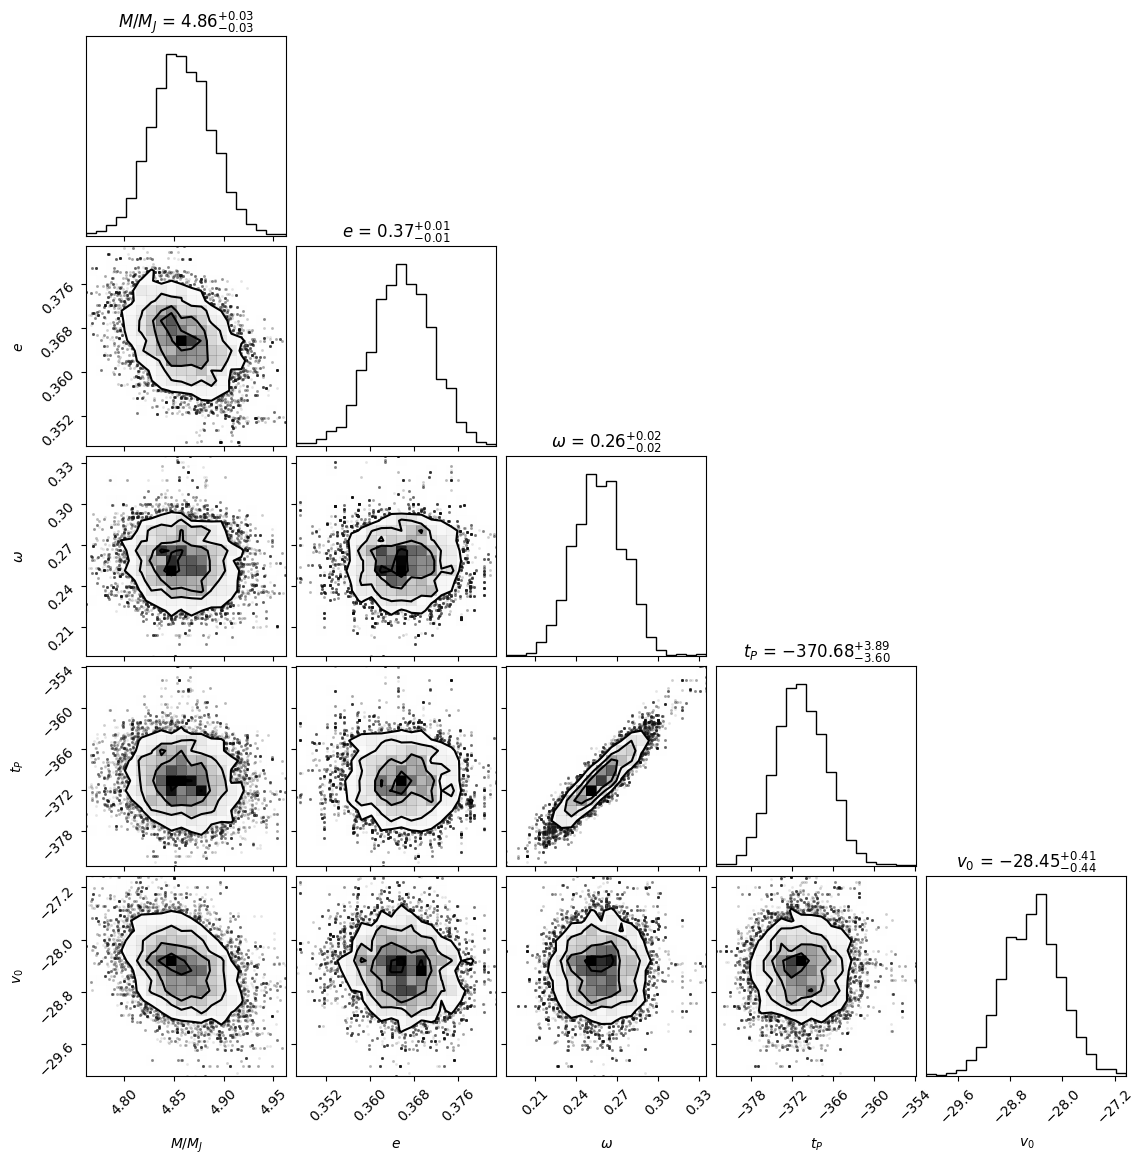 M/M_J = 4.86^{+0.03}_{-0.03}
e = 0.37^{+0.01}_{-0.01}
e
0.376
0.368
0.360
0.352
ω = 0.26^{+0.02}_{-0.02}
ω
0.33
0.30
0.27
0.24
0.21
t_P = −370.68^{+3.89}_{-3.60}
t_P
−354
−360
−366
−372
−378
v_0 = −28.45^{+0.41}_{-0.44}
v_0
−27.2
−28.0
−28.8
−29.6
4.80 4.85 4.90 4.95
0.352 0.360 0.368 0.376
0.21 0.24 0.27 0.30 0.33
−378 −372 −366 −360 −354
−29.6 −28.8 −28.0 −27.2
M/M_J e ω t_P v_0